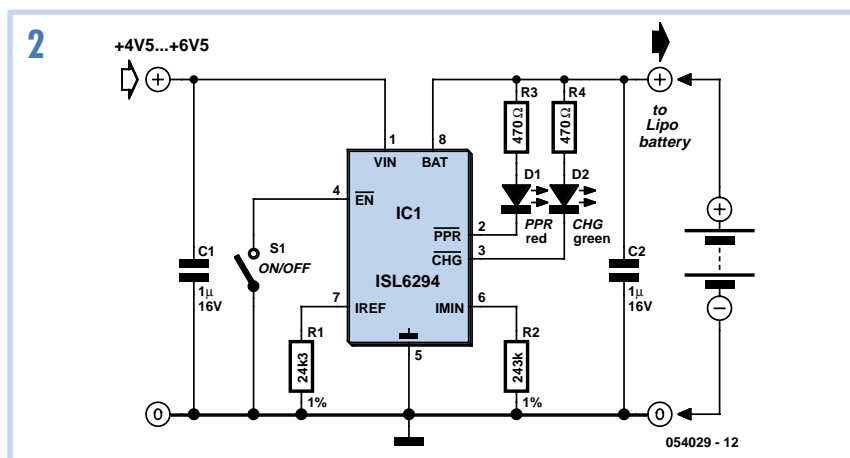 2
+4V5...+6V5
R3
R4
to
Lipo
battery
470Ω
470Ω
1
8
VIN
BAT
D1
D2
4
EN
IC1
PPR
red
CHG
green
2
PPR
3
CHG
C1
1µ
16V
S1
ON/OFF
ISL6294
C2
1µ
16V
7
IREF
IMIN
6
R1
24k3
1%
5
R2
243k
1%
0
0
054029 - 12